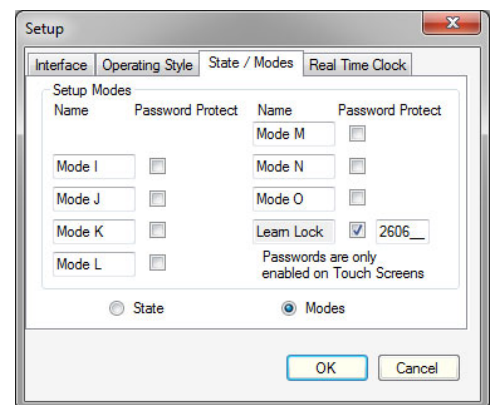 Setup
Interface Operating Style State / Modes Real Time Clock
Setup Modes
Name Password Protect Name Password Protect
Mode M
Mode I Mode N
Mode J Mode O
Mode K Learn Lock 2606__
Mode L Passwords are only
enabled on Touch Screens
State Modes
OK Cancel